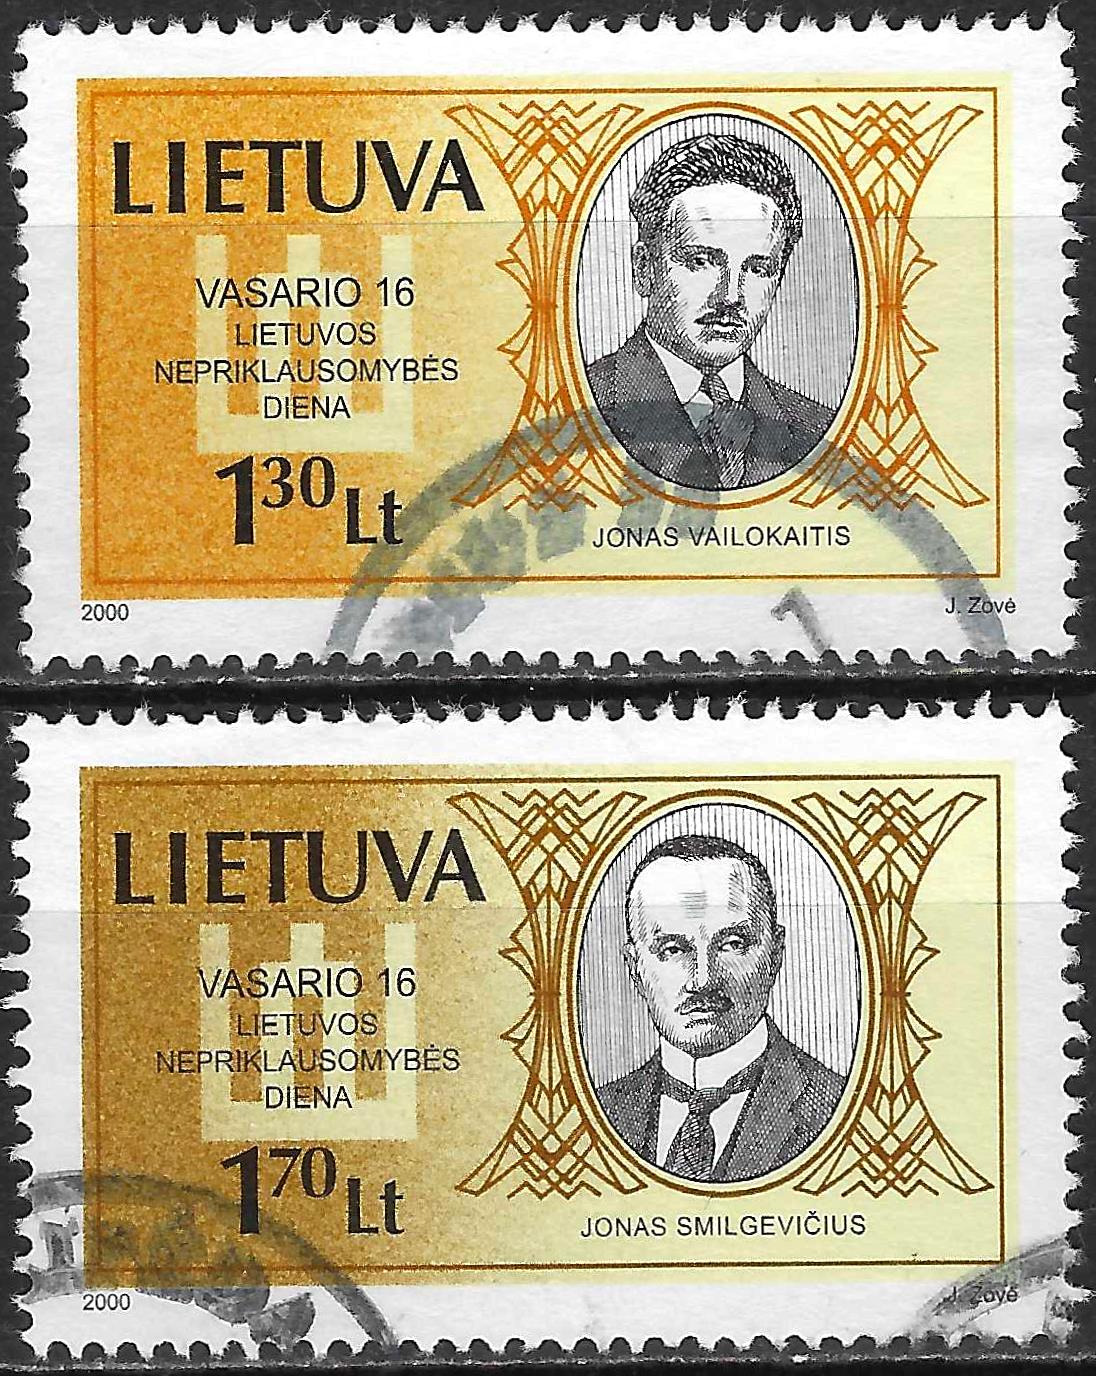 LIETUVA
VASARIO 16
LIETUVOS
NEPRIKLAUSOMYBĖS
DIENA
130 Lt
JONAS VAILOKAITIS
2000
J. Zovė
LIETUVA
VASARIO 16
LIETUVOS
NEPRIKLAUSOMYBĖS
DIENA
170 Lt
JONAS SMILGEVIČIUS
2000
J. Zovė